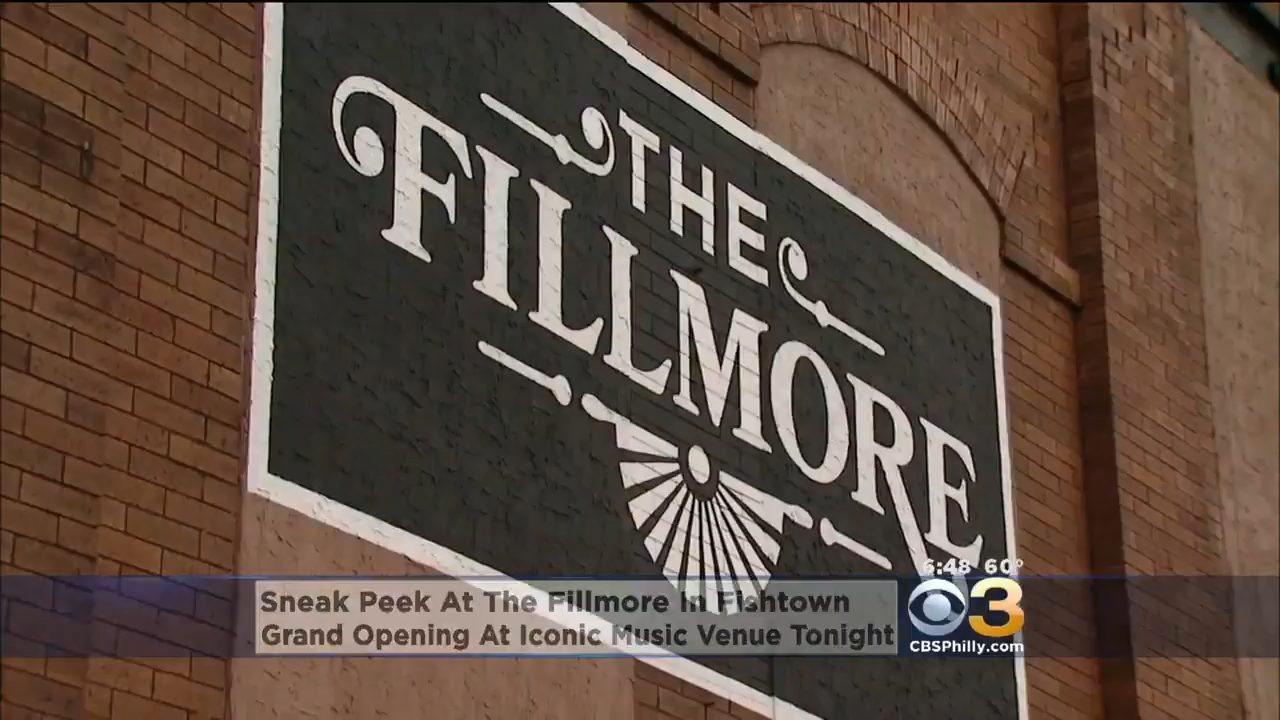 THE
FILLMORE
6:48 60°
3
CBSPhilly.com
Sneak Peek At The Fillmore In Fishtown
Grand Opening At Iconic Music Venue Tonight